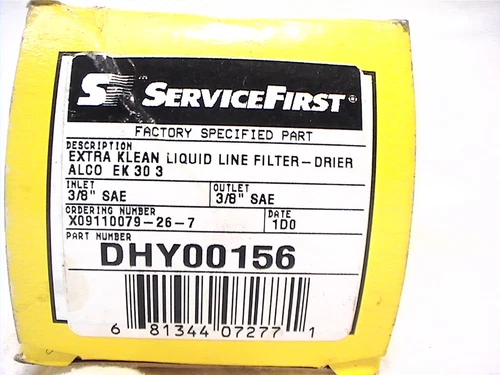 SERVICEFIRST®
FACTORY SPECIFIED PART
DESCRIPTION
EXTRA KLEAN LIQUID LINE FILTER-DRIER
ALCO EK 30 3
INLET OUTLET
3/8" SAE 3/8" SAE
ORDERING NUMBER DATE
X09110079-26-7 1D0
PART NUMBER
DHY00156
6 81344 07277 1